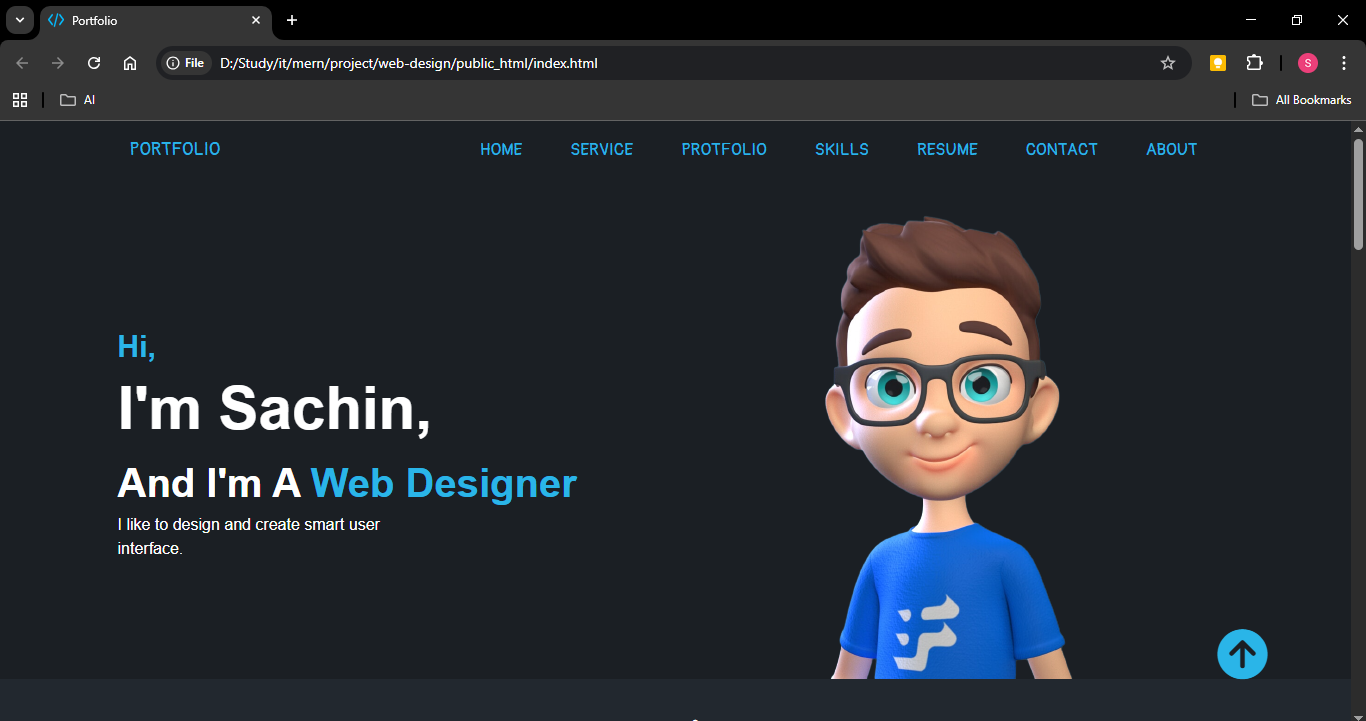 Portfolio
File D:/Study/it/mern/project/web-design/public_html/index.html
S
AI
All Bookmarks
PORTFOLIO HOME SERVICE PROTFOLIO SKILLS RESUME CONTACT ABOUT
Hi,
I'm Sachin,
And I'm A Web Designer
I like to design and create smart user
interface.